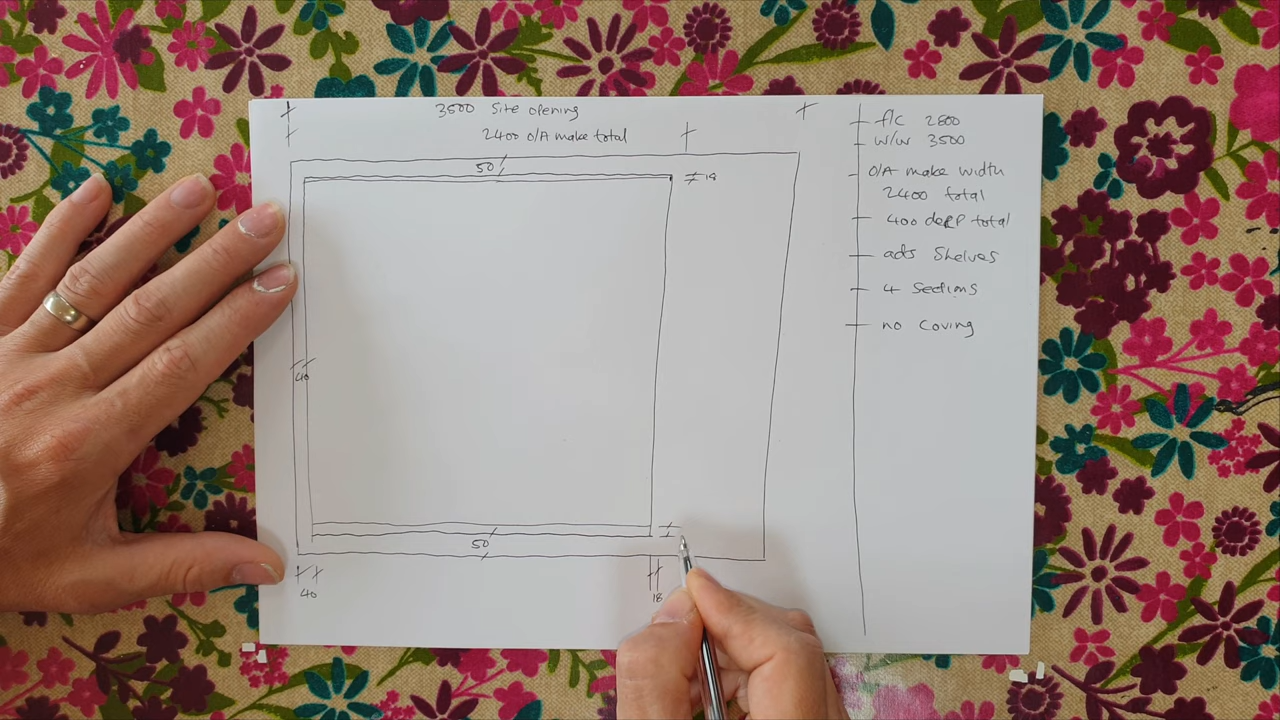 3500 Site opening
2400 O/A make total
50
18
40
50
40
18
f/c 2800
W/W 3500
O/A make width
2400 total
400 deep total
adj Shelves
4 Sections
no Coving